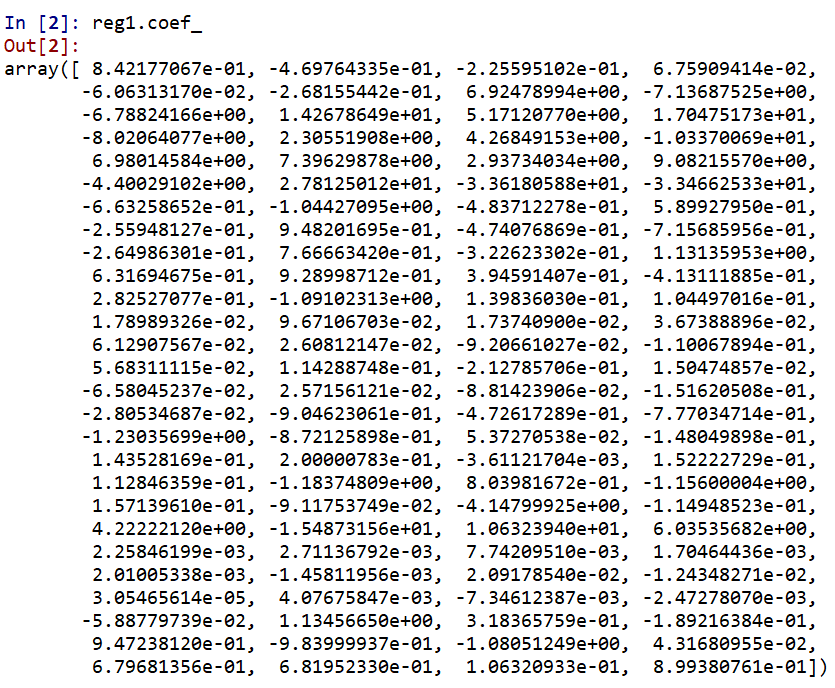 In [2]: reg1.coef_
Out[2]:
array([ 8.42177067e-01, -4.69764335e-01, -2.25595102e-01,  6.75909414e-02,
       -6.06313170e-02, -2.68155442e-01,  6.92478994e+00, -7.13687525e+00,
       -6.78824166e+00,  1.42678649e+01,  5.17120770e+00,  1.70475173e+01,
       -8.02064077e+00,  2.30551908e+00,  4.26849153e+00, -1.03370069e+01,
        6.98014584e+00,  7.39629878e+00,  2.93734034e+00,  9.08215570e+00,
       -4.40029102e+00,  2.78125012e+01, -3.36180588e+01, -3.34662533e+01,
       -6.63258652e-01, -1.04427095e+00, -4.83712278e-01,  5.89927950e-01,
       -2.55948127e-01,  9.48201695e-01, -4.74076869e-01, -7.15685956e-01,
       -2.64986301e-01,  7.66663420e-01, -3.22623302e-01,  1.13135953e+00,
        6.31694675e-01,  9.28998712e-01,  3.94591407e-01, -4.13111885e-01,
        2.82527077e-01, -1.09102313e+00,  1.39836030e-01,  1.04497016e-01,
        1.78989326e-02,  9.67106703e-02,  1.73740900e-02,  3.67388896e-02,
        6.12907567e-02,  2.60812147e-02, -9.20661027e-02, -1.10067894e-01,
        5.68311115e-02,  1.14288748e-01, -2.12785706e-01,  1.50474857e-02,
       -6.58045237e-02,  2.57156121e-02, -8.81423906e-02, -1.51620508e-01,
       -2.80534687e-02, -9.04623061e-01, -4.72617289e-01, -7.77034714e-01,
       -1.23035699e+00, -8.72125898e-01,  5.37270538e-02, -1.48049898e-01,
        1.43528169e-01,  2.00000783e-01, -3.61121704e-03,  1.52222729e-01,
        1.12846359e-01, -1.18374809e+00,  8.03981672e-01, -1.15600004e+00,
        1.57139610e-01, -9.11753749e-02, -4.14799925e+00, -1.14948523e-01,
        4.22222120e+00, -1.54873156e+01,  1.06323940e+01,  6.03535682e+00,
        2.25846199e-03,  2.71136792e-03,  7.74209510e-03,  1.70464436e-03,
        2.01005338e-03, -1.45811956e-03,  2.09178540e-02, -1.24348271e-02,
        3.05465614e-05,  4.07675847e-03, -7.34612387e-03, -2.47278070e-03,
       -5.88779739e-02,  1.13456650e+00,  3.18365759e-01, -1.89216384e-01,
        9.47238120e-01, -9.83999937e-01, -1.08051249e+00,  4.31680955e-02,
        6.79681356e-01,  6.81952330e-01,  1.06320933e-01,  8.99380761e-01])